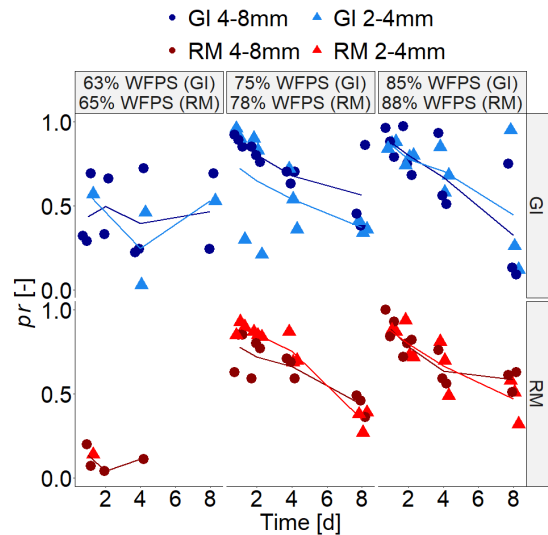 GI 4-8mm GI 2-4mm
RM 4-8mm RM 2-4mm
63% WFPS (GI) 75% WFPS (GI) 85% WFPS (GI)
65% WFPS (RM) 78% WFPS (RM) 88% WFPS (RM)
1.0
0.5
0.0
GI
pr [-]
1.0
0.5
0.0
RM
2 4 6 8 2 4 6 8 2 4 6 8
Time [d]